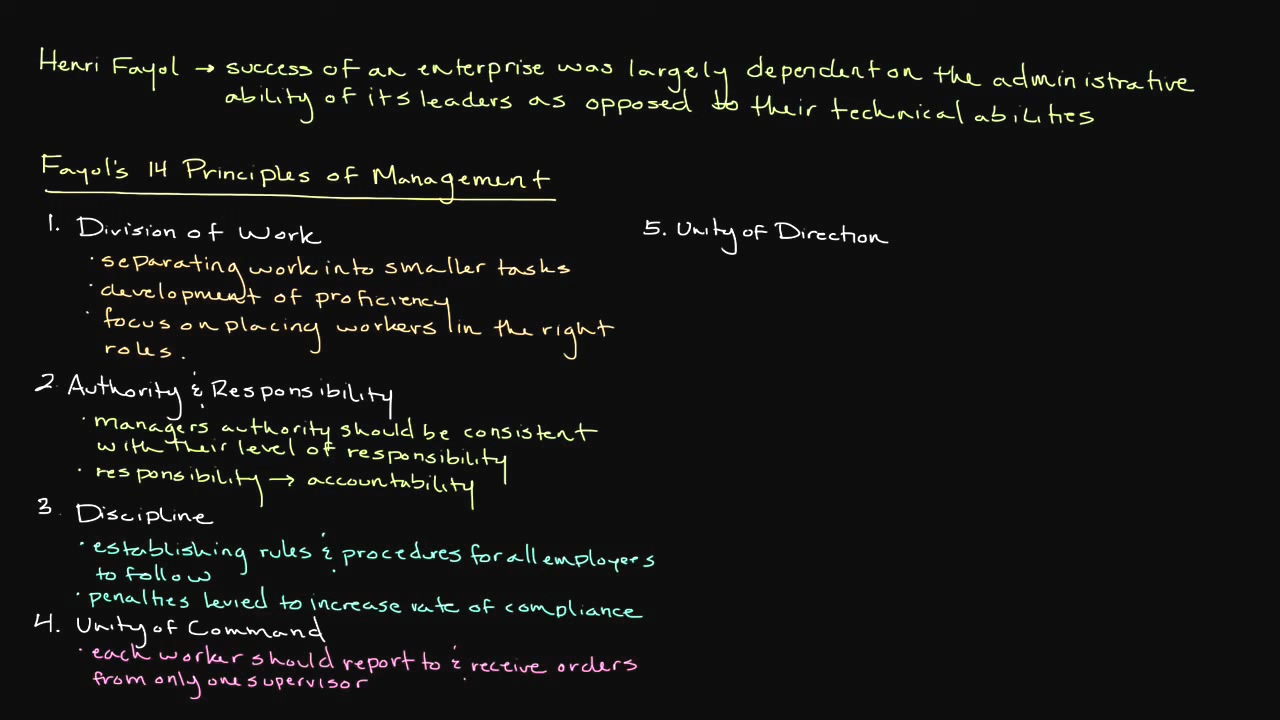 Henri Fayol → success of an enterprise was largely dependent on the administrative
ability of its leaders as opposed to their technical abilities
Fayol's 14 Principles of Management
1. Division of Work
· separating work into smaller tasks
· development of proficiency
· focus on placing workers in the right
roles.
2. Authority & Responsibility
· managers authority should be consistent
with their level of responsibility
· responsibility → accountability
3. Discipline
· establishing rules & procedures for all employers
to follow
· penalties levied to increase rate of compliance
4. Unity of Command
· each worker should report to & receive orders
from only one supervisor
5. Unity of Direction